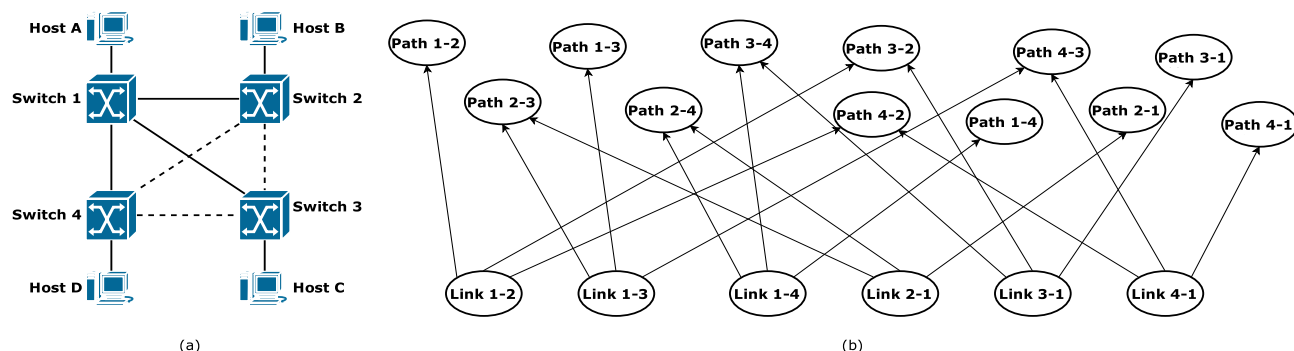 Host A
Host B
Switch 1
Switch 2
Switch 4
Switch 3
Host D
Host C
(a)
Path 1-2
Path 1-3
Path 3-4
Path 3-2
Path 4-3
Path 3-1
Path 2-3
Path 2-4
Path 4-2
Path 1-4
Path 2-1
Path 4-1
Link 1-2
Link 1-3
Link 1-4
Link 2-1
Link 3-1
Link 4-1
(b)